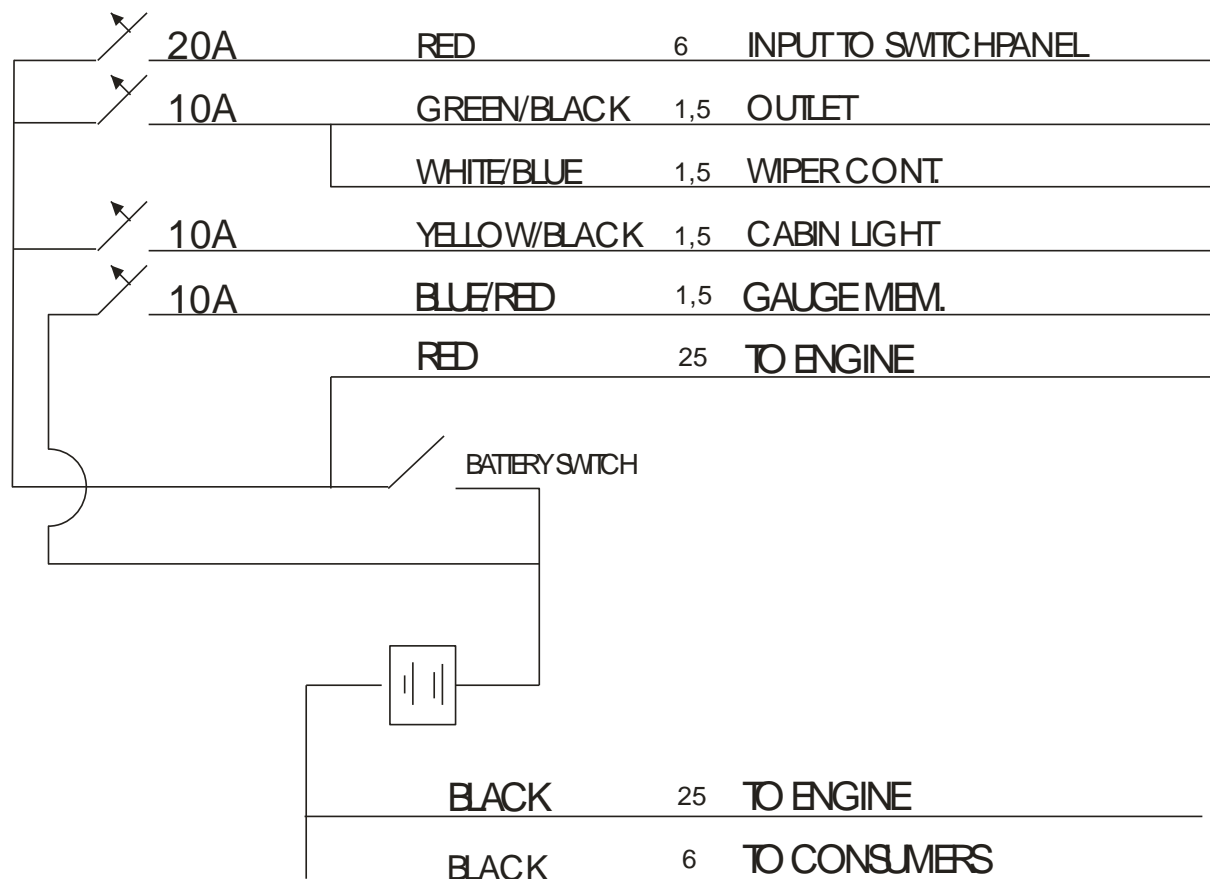 20A RED 6 INPUT TO SWITCHPANEL
10A GREEN/BLACK 1,5 OUTLET
WHITE/BLUE 1,5 WIPER CONT.
10A YELLOW/BLACK 1,5 CABIN LIGHT
10A BLUE/RED 1,5 GAUGE MEM.
RED 25 TO ENGINE
BATTERY SWITCH
BLACK 25 TO ENGINE
BLACK 6 TO CONSUMERS